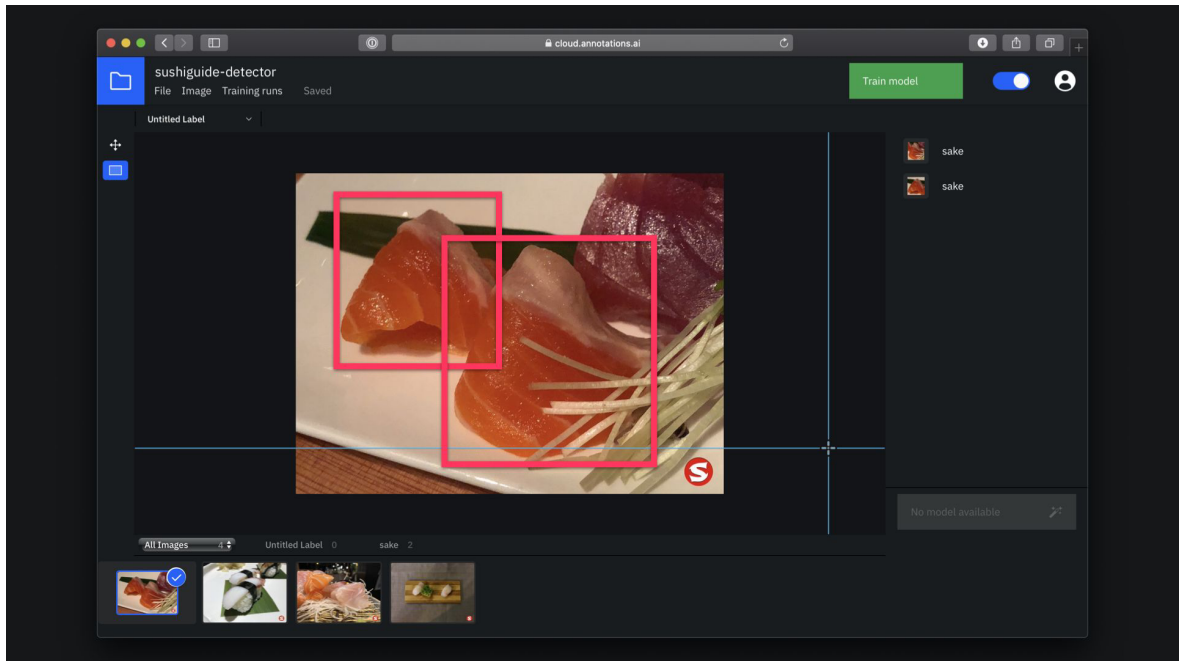 cloud.annotations.ai
sushiguide-detector
File Image Training runs Saved
Train model
Untitled Label
sake
sake
S
No model available
All Images 4 Untitled Label 0 sake 2